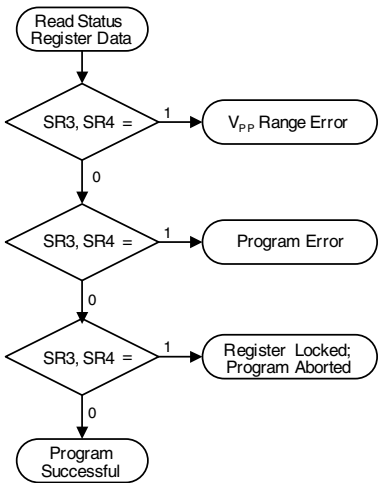 Read Status
Register Data
SR3, SR4 =
1
V_PP Range Error
0
SR3, SR4 =
1
Program Error
0
SR3, SR4 =
1
Register Locked;
Program Aborted
0
Program
Successful